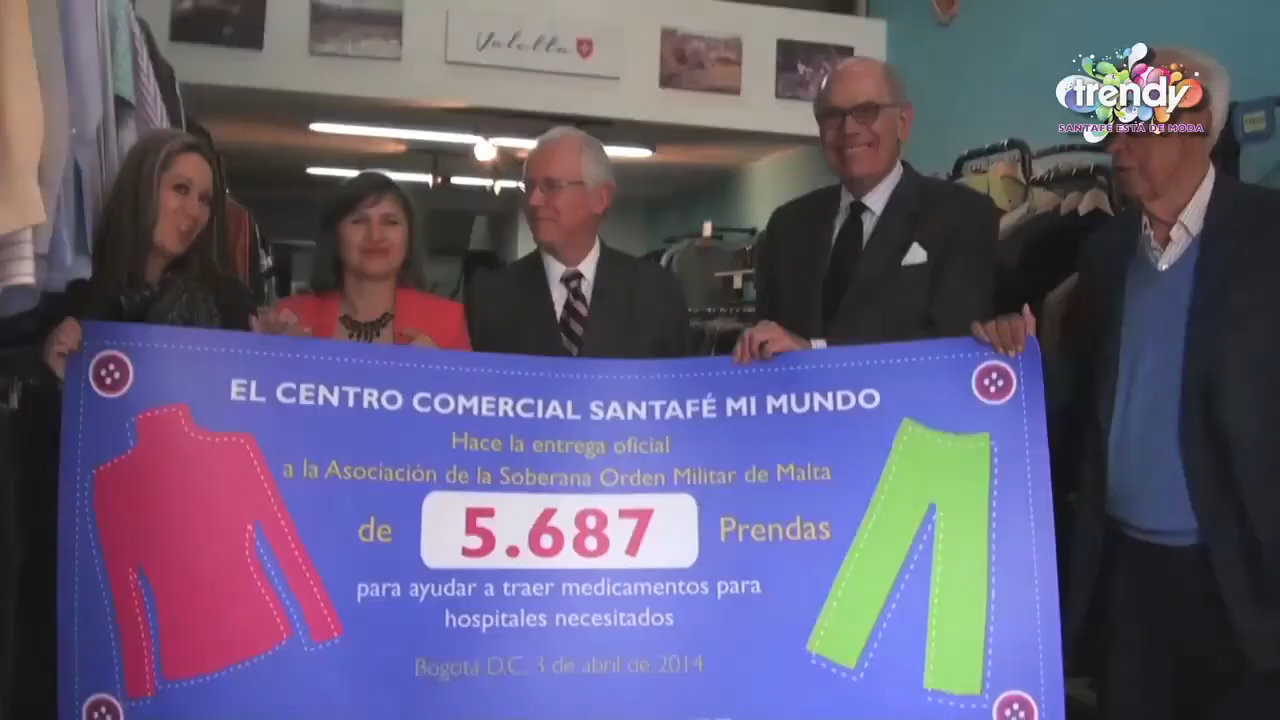 Valetta
trendy
SANTAFÉ ESTÁ DE MODA
EL CENTRO COMERCIAL SANTAFÉ MI MUNDO
Hace la entrega oficial
a la Asociación de la Soberana Orden Militar de Malta
de 5.687 Prendas
para ayudar a traer medicamentos para
hospitales necesitados
Bogotá D.C. 3 de abril de 2014